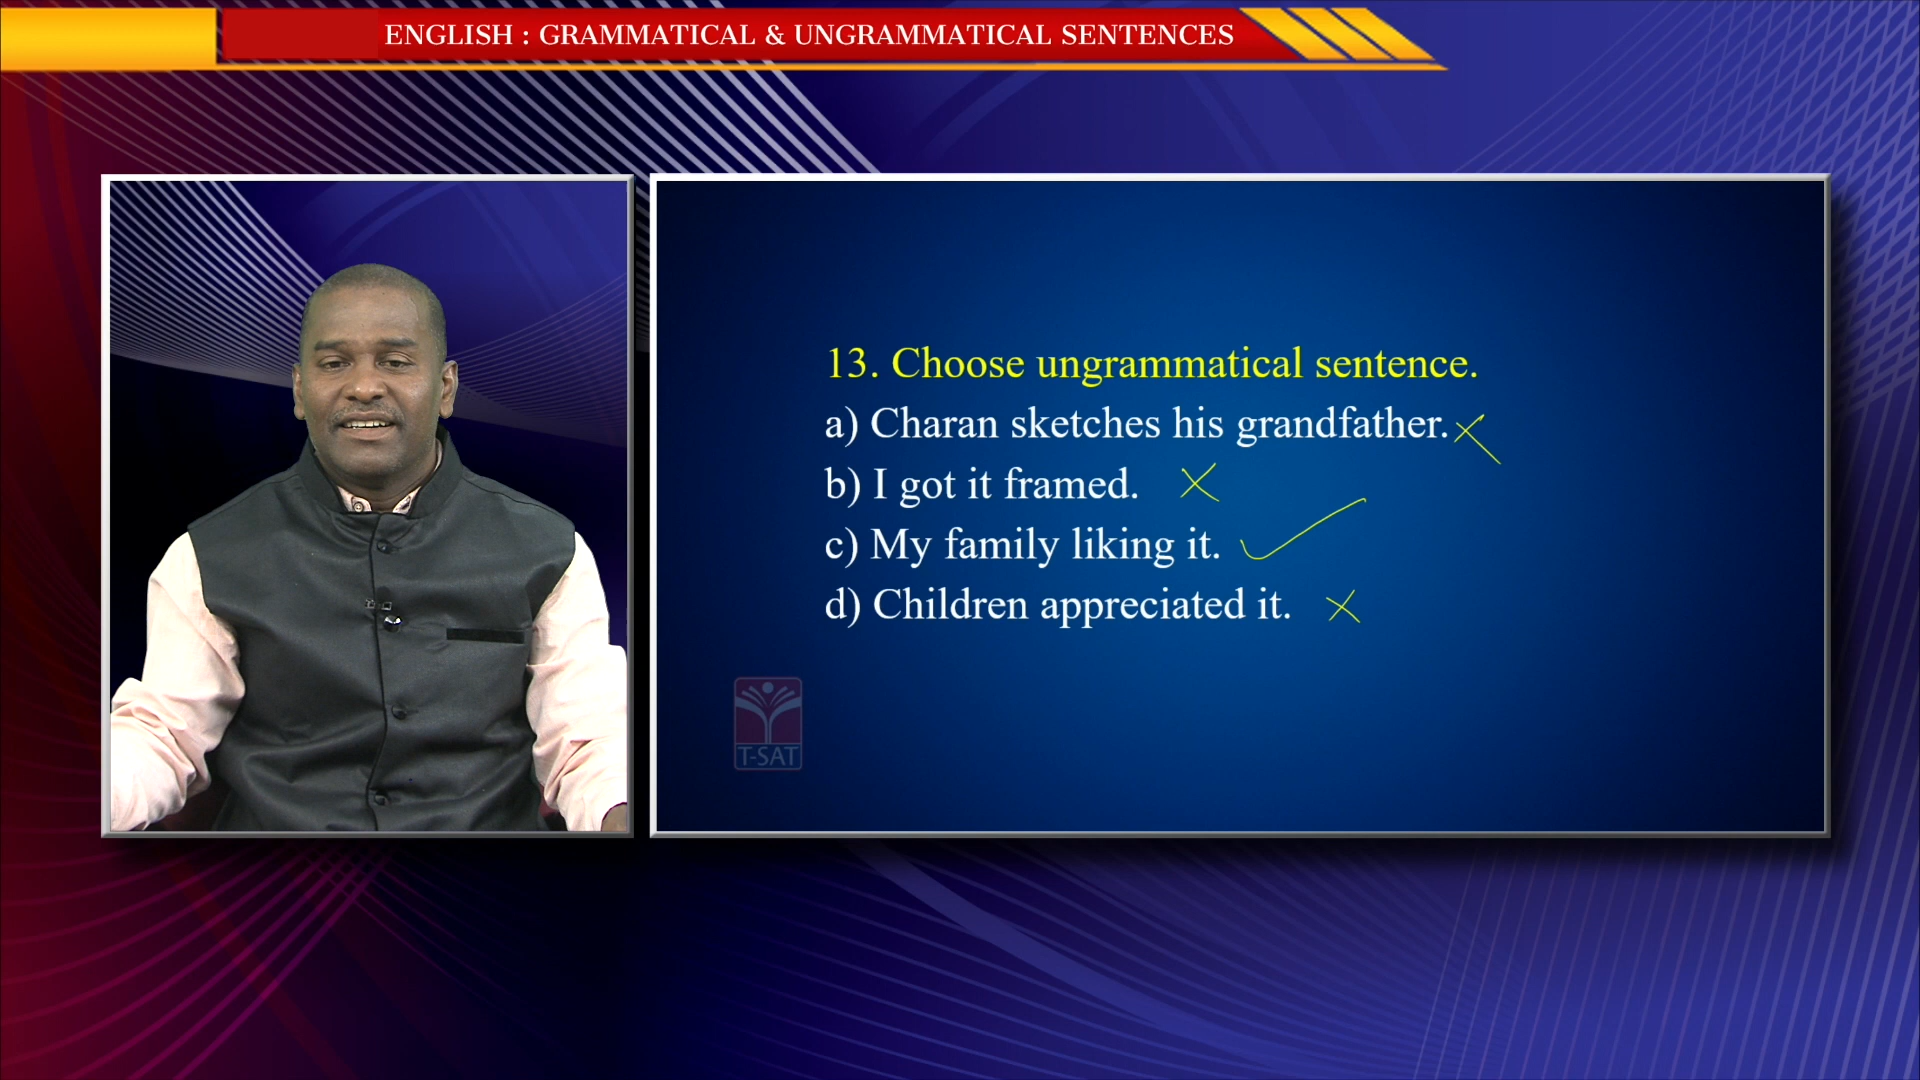 ENGLISH : GRAMMATICAL & UNGRAMMATICAL SENTENCES
13. Choose ungrammatical sentence.
a) Charan sketches his grandfather.
b) I got it framed.
c) My family liking it.
d) Children appreciated it.
T-SAT